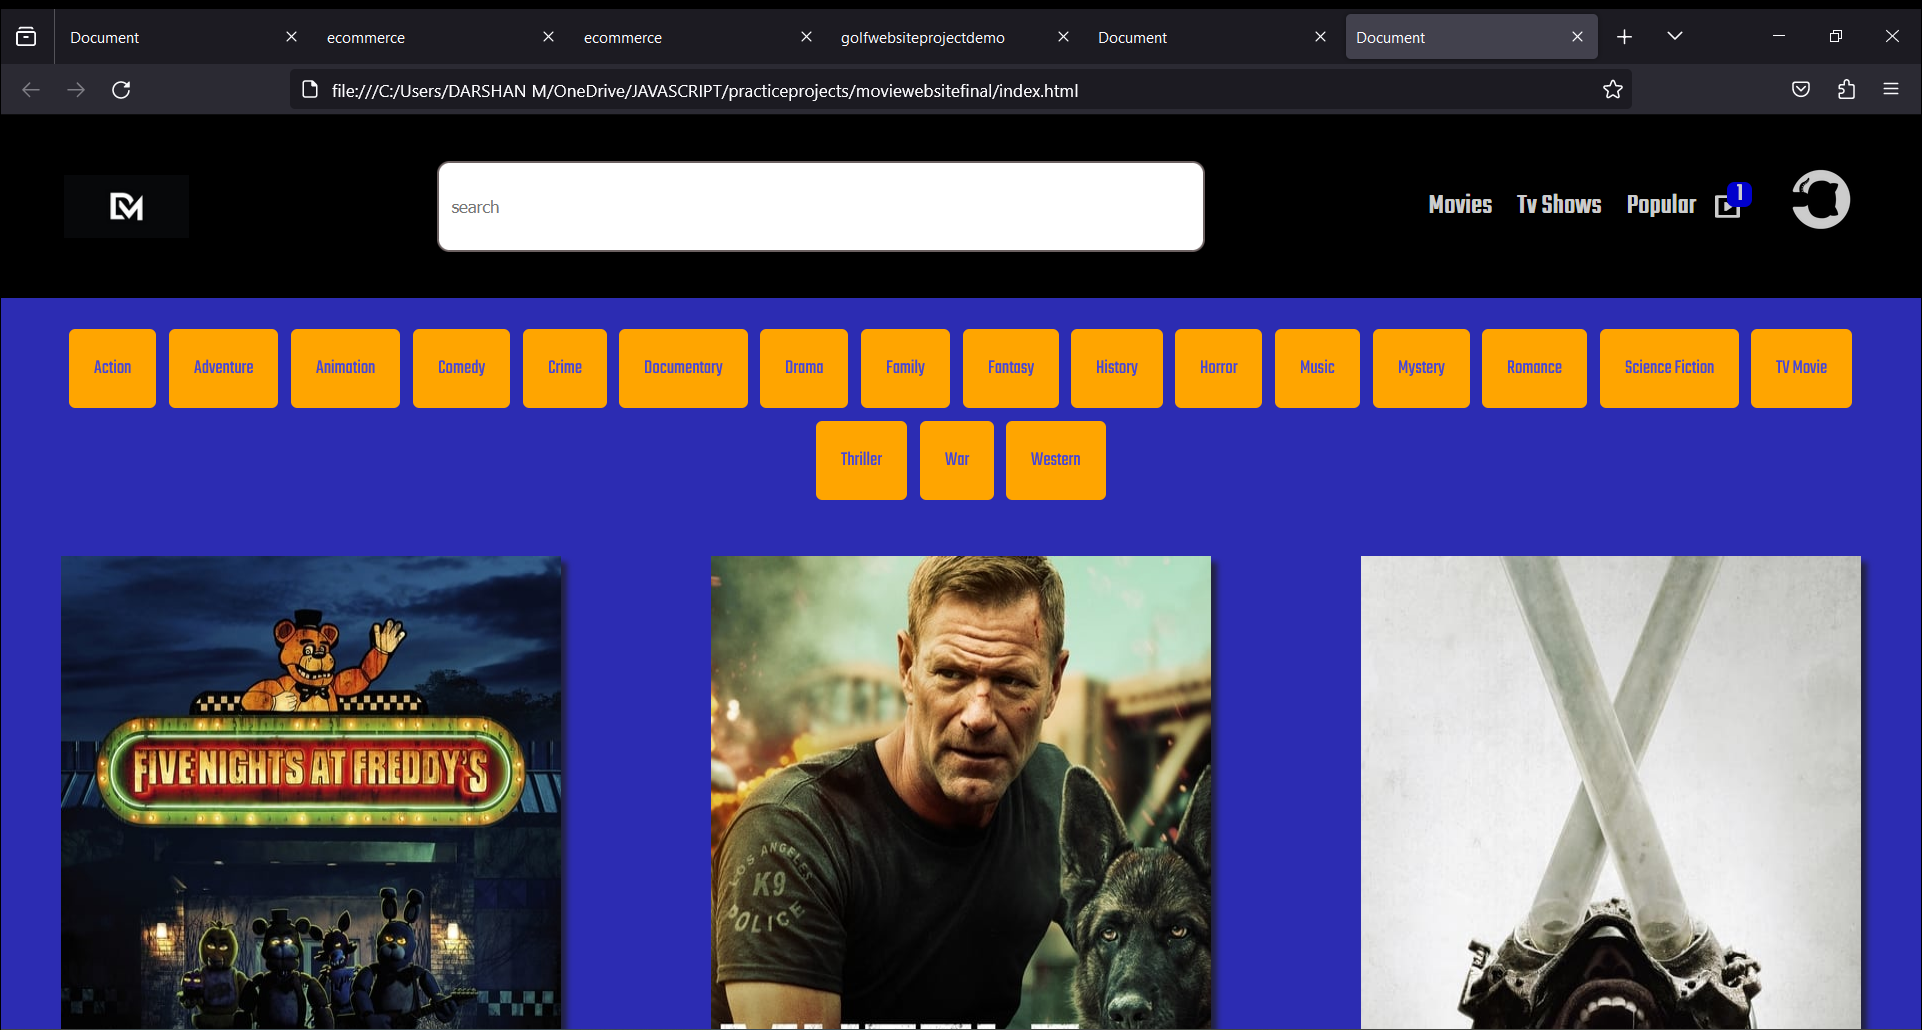 Document
ecommerce
ecommerce
golfwebsiteprojectdemo
Document
Document
file:///C:/Users/DARSHAN M/OneDrive/JAVASCRIPT/practiceprojects/moviewebsitefinal/index.html
DM
search
Movies Tv Shows Popular 1
Action Adventure Animation Comedy Crime Documentary Drama Family Fantasy History Horror Music Mystery Romance Science Fiction TV Movie
Thriller War Western
FIVE NIGHTS AT FREDDY'S
LOS ANGELES
K9
POLICE